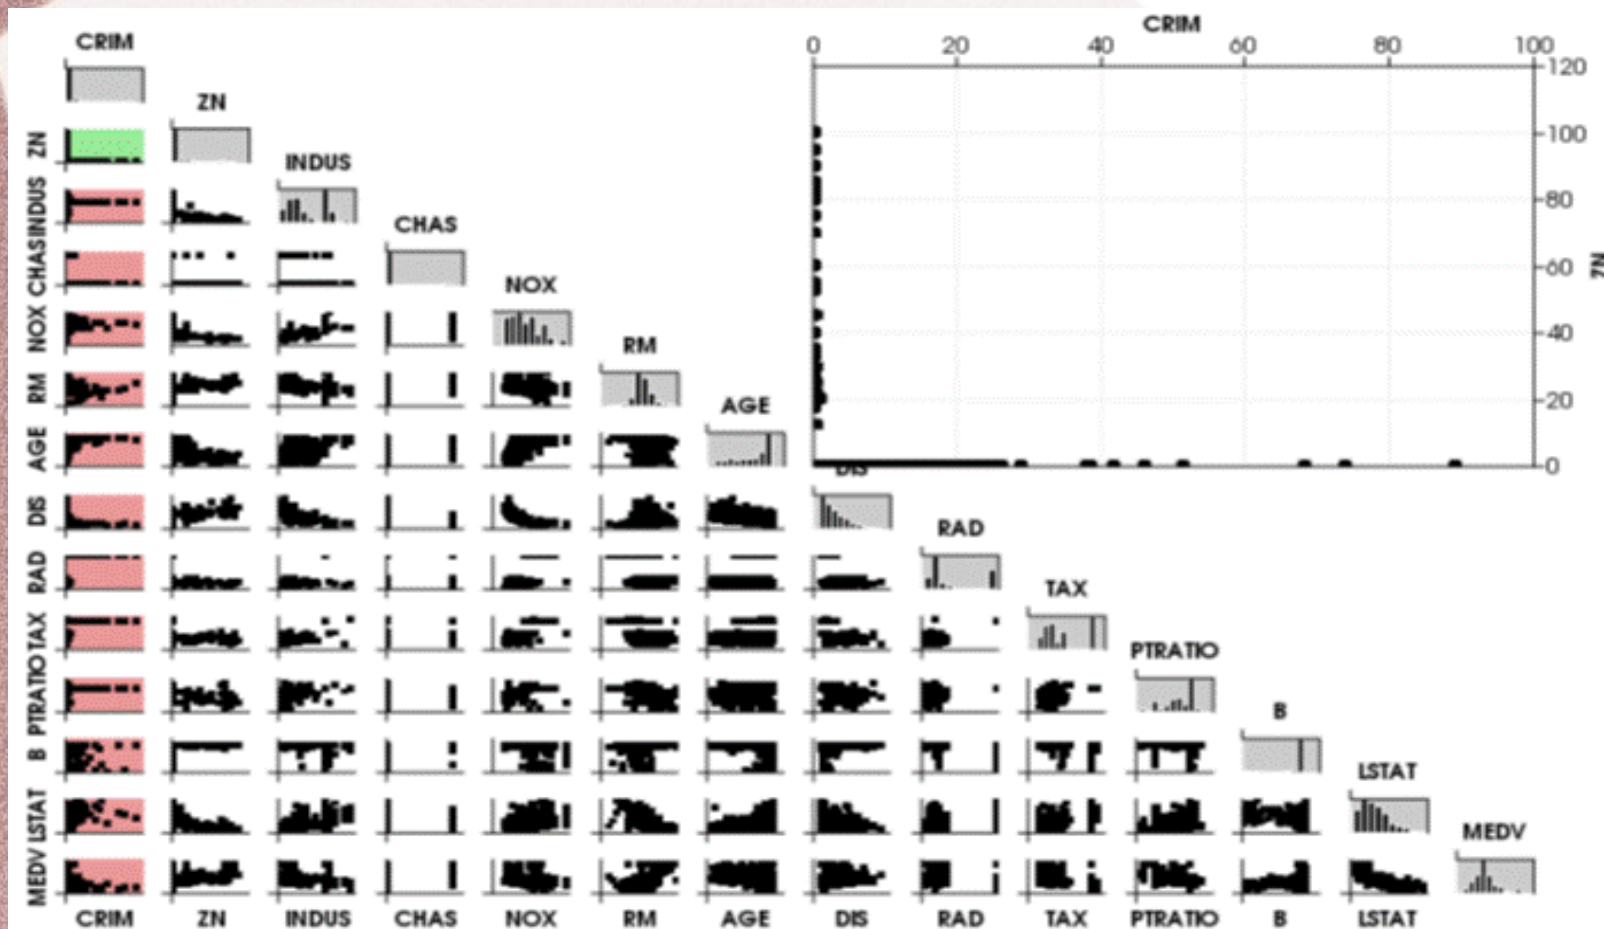 CRIM
CRIM
0 20 40 60 80 100
120
ZN
ZN
100
INDUS
INDUS
80
CHAS
CHAS
ZN
60
NOX
NOX
40
RM
RM
20
AGE
AGE
0
DIS
DIS
RAD
RAD
TAX
TAX
PTRATIO
PTRATIO
B
B
LSTAT
LSTAT
MEDV
MEDV
CRIM ZN INDUS CHAS NOX RM AGE DIS RAD TAX PTRATIO B LSTAT